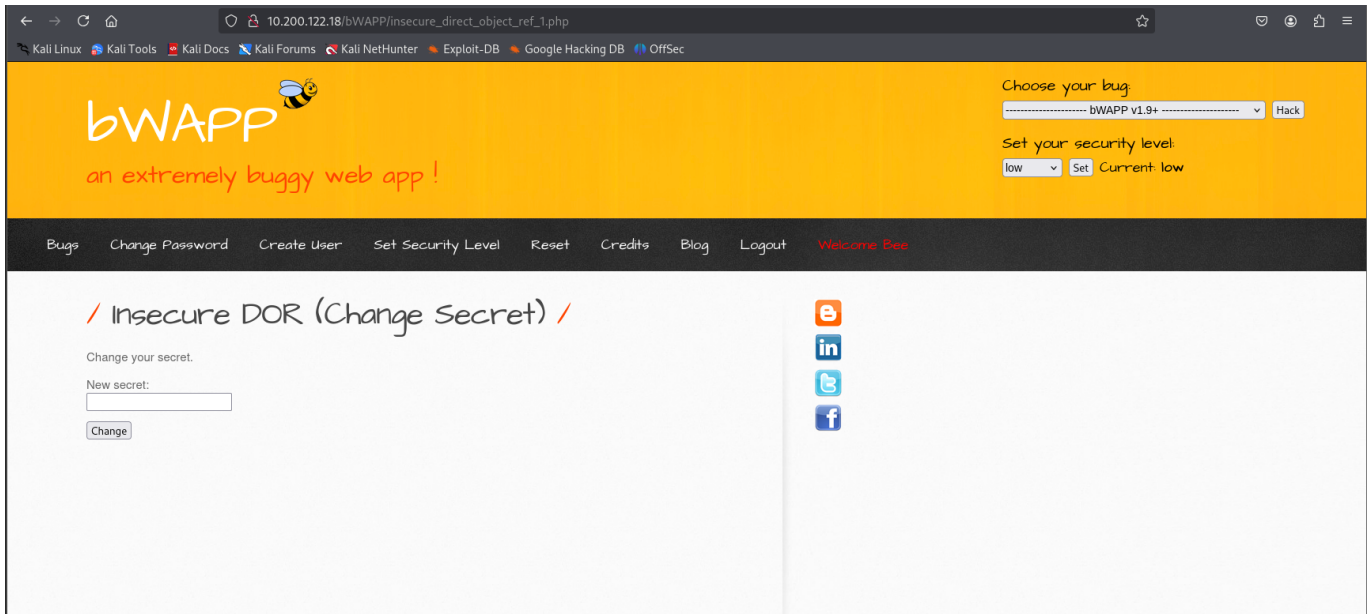 10.200.122.18/bWAPP/insecure_direct_object_ref_1.php
Kali Linux Kali Tools Kali Docs Kali Forums Kali NetHunter Exploit-DB Google Hacking DB OffSec
bWAPP
an extremely buggy web app !
Choose your bug:
---------------------- bWAPP v1.9+ --------------------- Hack
Set your security level:
low Set Current: low
Bugs Change Password Create User Set Security Level Reset Credits Blog Logout Welcome Bee
/ Insecure DOR (Change Secret) /
Change your secret.
New secret:
Change